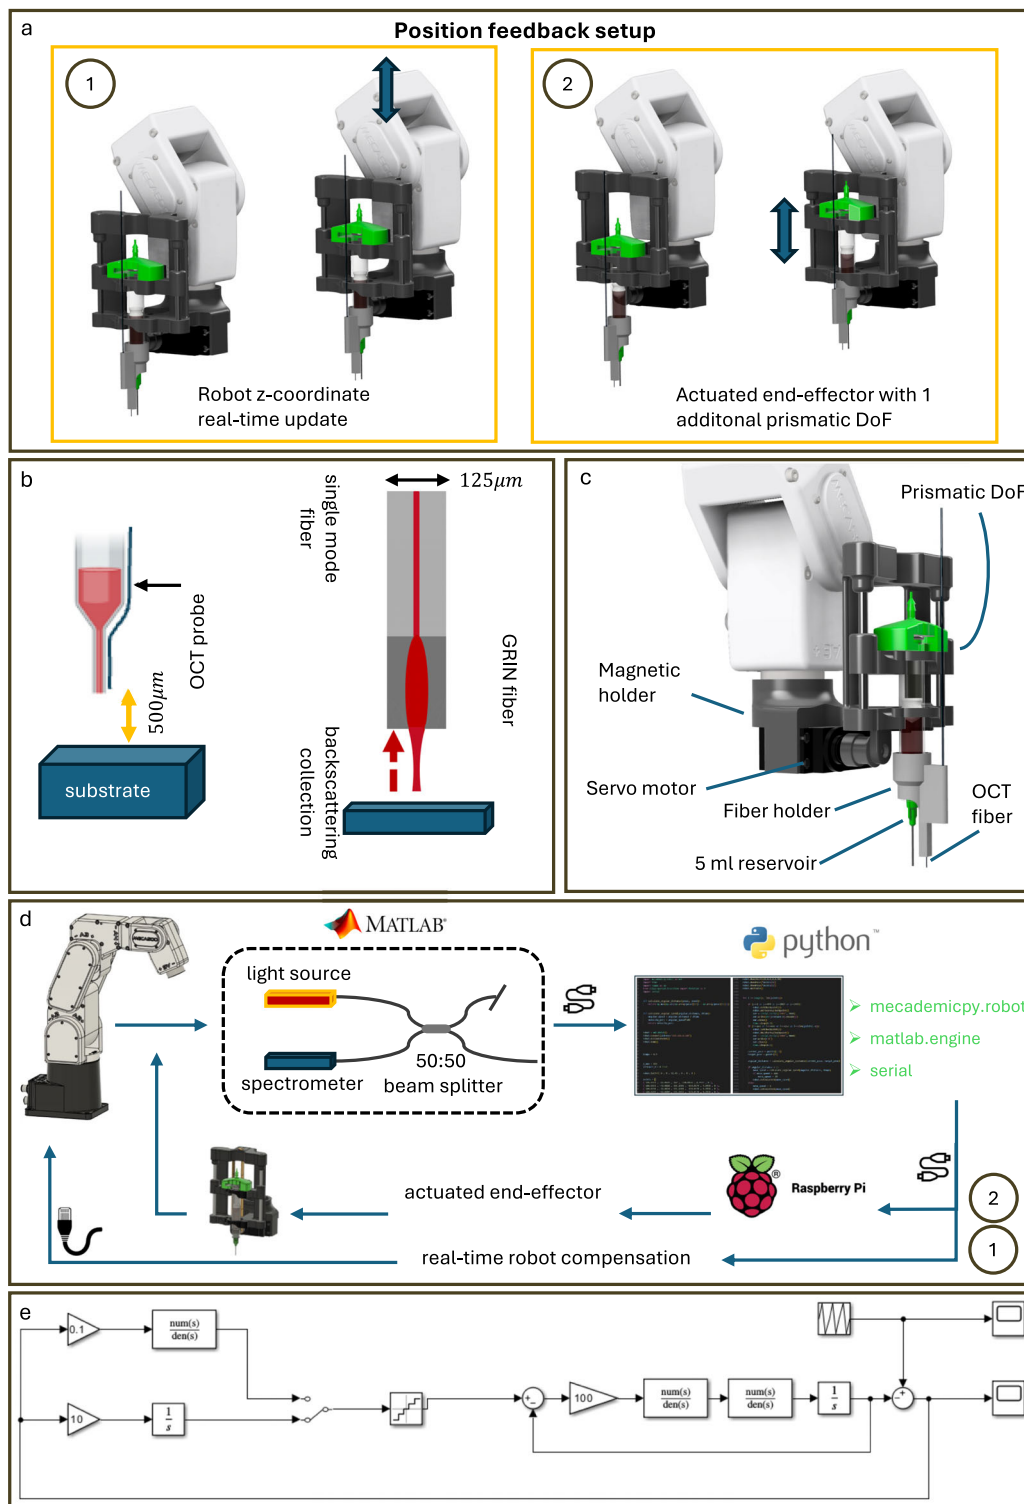 a
Position feedback setup
1
2
Robot z-coordinate
real-time update
Actuated end-effector with 1
additonal prismatic DoF
b
single mode
fiber
125μm
OCT probe
500μm
GRIN fiber
backscattering
collection
substrate
c
Prismatic DoF
Magnetic
holder
Servo motor
Fiber holder
OCT
fiber
5 ml reservoir
d
MATLAB®
python™
light source
50:50
spectrometer
beam splitter
mecademicpy.robot
matlab.engine
serial
actuated end-effector
Raspberry Pi
®
2
1
real-time robot compensation
e
0.1
num(s)
den(s)
10
1
s
+
−
100
num(s)
den(s)
num(s)
den(s)
1
s
−
+